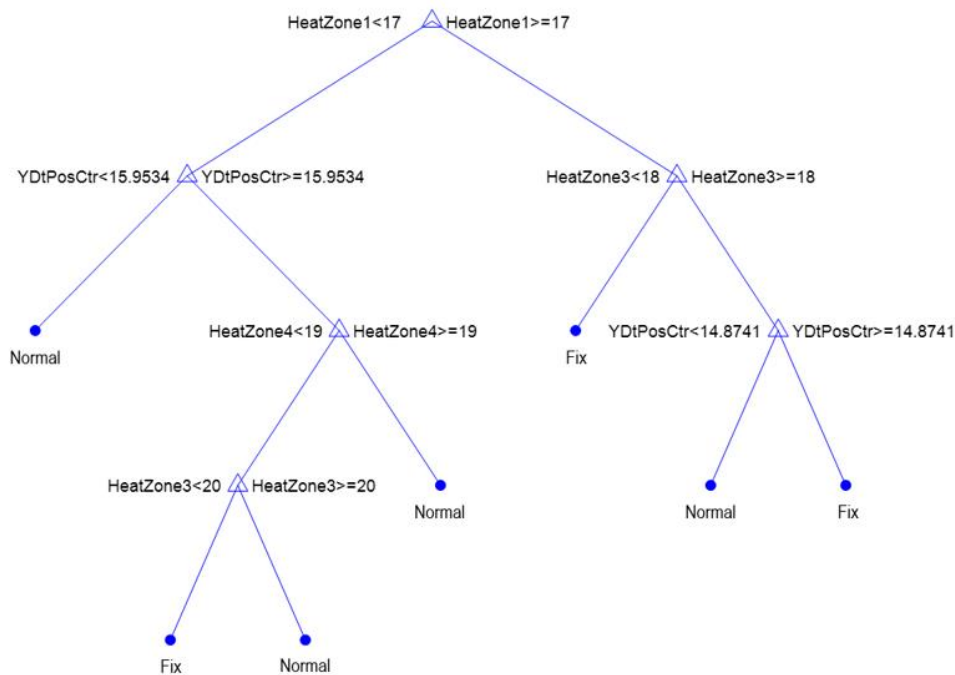 HeatZone1<17 HeatZone1>=17
YDtPosCtr<15.9534 YDtPosCtr>=15.9534 HeatZone3<18 HeatZone3>=18
HeatZone4<19 HeatZone4>=19 YDtPosCtr<14.8741 YDtPosCtr>=14.8741
Normal Fix
HeatZone3<20 HeatZone3>=20
Normal Normal Fix
Fix Normal